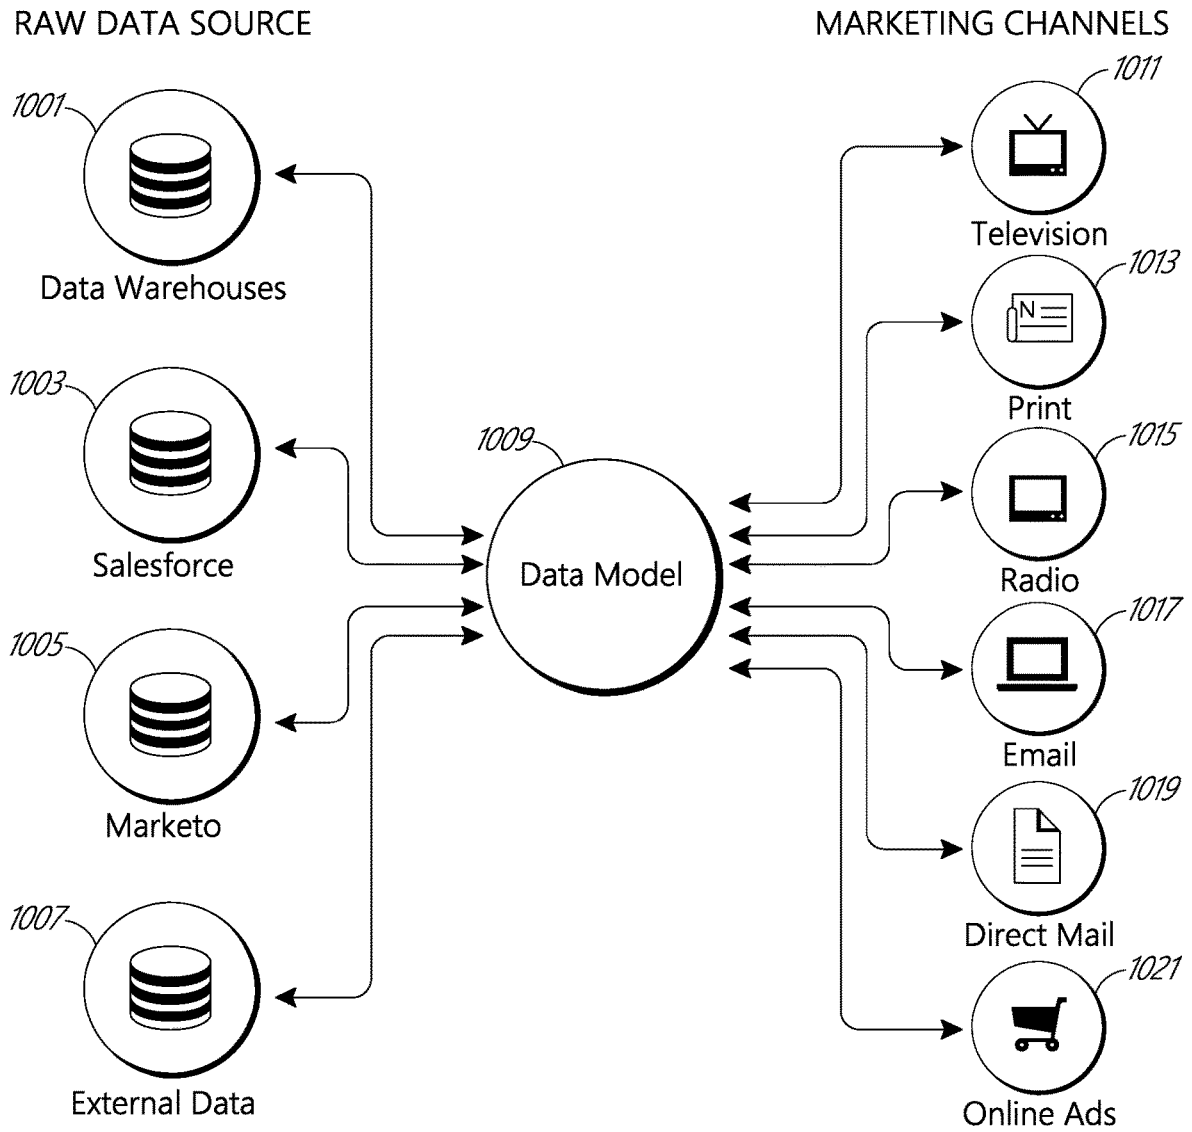 RAW DATA SOURCE
MARKETING CHANNELS
1001
Data Warehouses
1003
Salesforce
1005
Marketo
1007
External Data
1009
Data Model
1011
Television
1013
N
Print
1015
Radio
1017
Email
1019
Direct Mail
1021
Online Ads